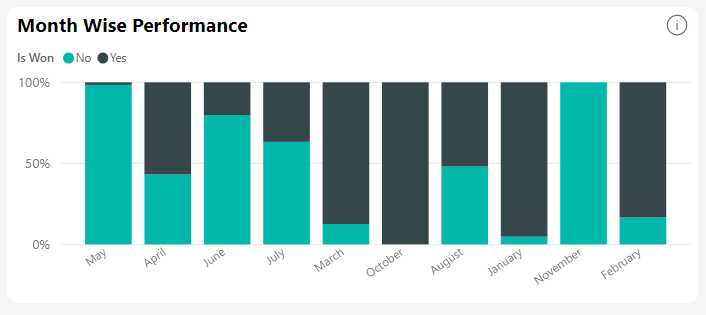 Month Wise Performance
Is Won No Yes
100%
50%
0%
May April June July March October August January November February